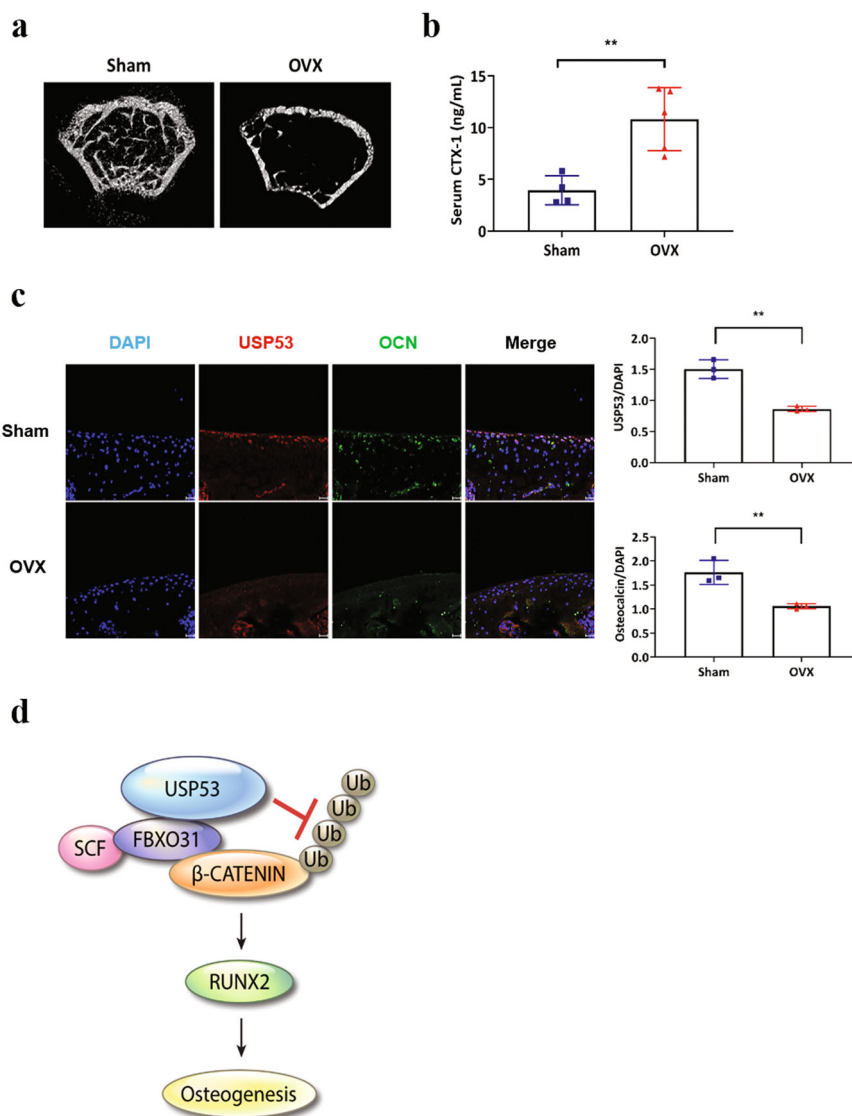 a
Sham
OVX
b
**
Serum CTX-1 (ng/mL)
15
10
5
0
Sham
OVX
c
DAPI
USP53
OCN
Merge
Sham
OVX
**
USP53/DAPI
2.0
1.5
1.0
0.5
0.0
Sham
OVX
**
Osteocalcin/DAPI
2.5
2.0
1.5
1.0
0.5
0.0
Sham
OVX
d
USP53
Ub
Ub
Ub
Ub
SCF
FBXO31
β-CATENIN
RUNX2
Osteogenesis